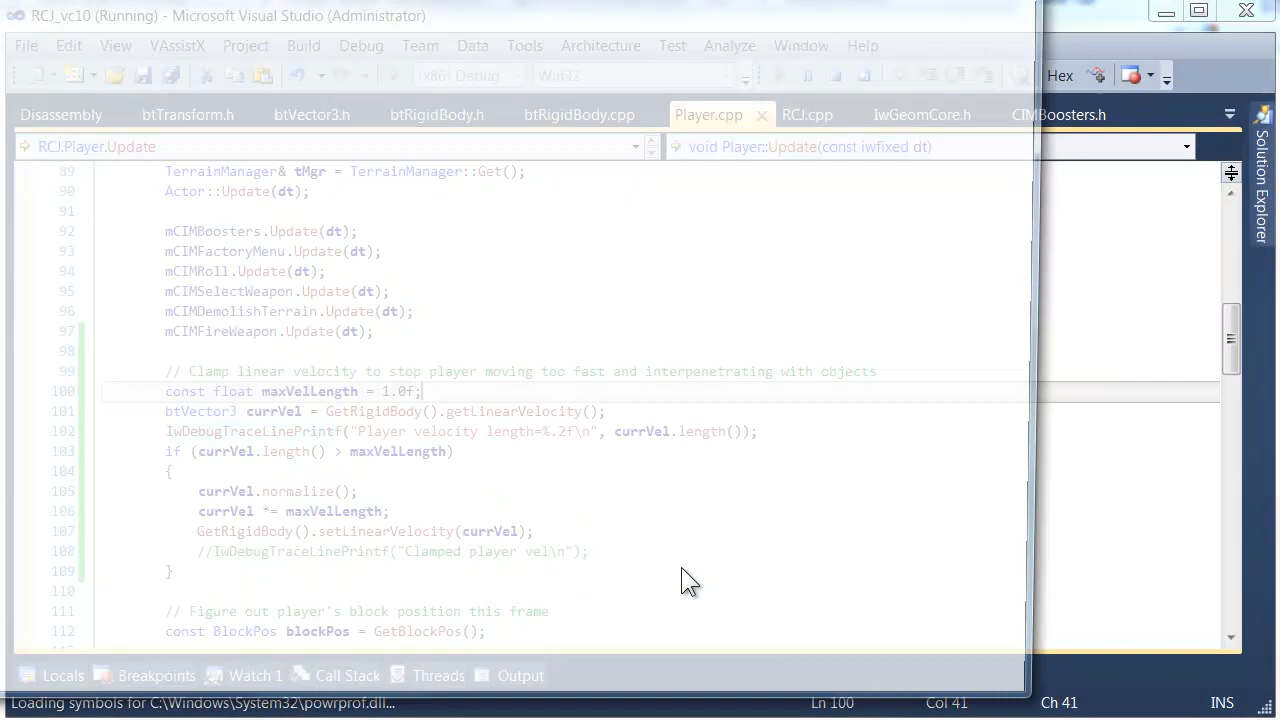 RCJ_vc10 (Running) - Microsoft Visual Studio (Administrator)
File Edit View VAssistX Project Build Debug Team Data Tools Architecture Test Analyze Window Help
Debug Win32 Hex
Disassembly btTransform.h btVector3.h btRigidBody.h btRigidBody.cpp Player.cpp RCJ.cpp IwGeomCore.h CIMBoosters.h
RCJ.Player.Update void Player::Update(const iwfixed dt)
Solution Explorer
89 TerrainManager& tMgr = TerrainManager::Get();
90 Actor::Update(dt);
91
92 mCIMBoosters.Update(dt);
93 mCIMFactoryMenu.Update(dt);
94 mCIMRoll.Update(dt);
95 mCIMSelectWeapon.Update(dt);
96 mCIMDemolishTerrain.Update(dt);
97 mCIMFireWeapon.Update(dt);
98
99 // Clamp linear velocity to stop player moving too fast and interpenetrating with objects
100 const float maxVelLength = 1.0f;
101 btVector3 currVel = GetRigidBody().getLinearVelocity();
102 IwDebugTraceLinePrintf("Player velocity length=%.2f\n", currVel.length());
103 if (currVel.length() > maxVelLength)
104 {
105 currVel.normalize();
106 currVel *= maxVelLength;
107 GetRigidBody().setLinearVelocity(currVel);
108 //IwDebugTraceLinePrintf("Clamped player vel\n");
109 }
110
111 // Figure out player's block position this frame
112 const BlockPos blockPos = GetBlockPos();
Locals Breakpoints Watch 1 Call Stack Threads Output
Loading symbols for C:\Windows\System32\powrprof.dll... Ln 100 Col 41 Ch 41 INS